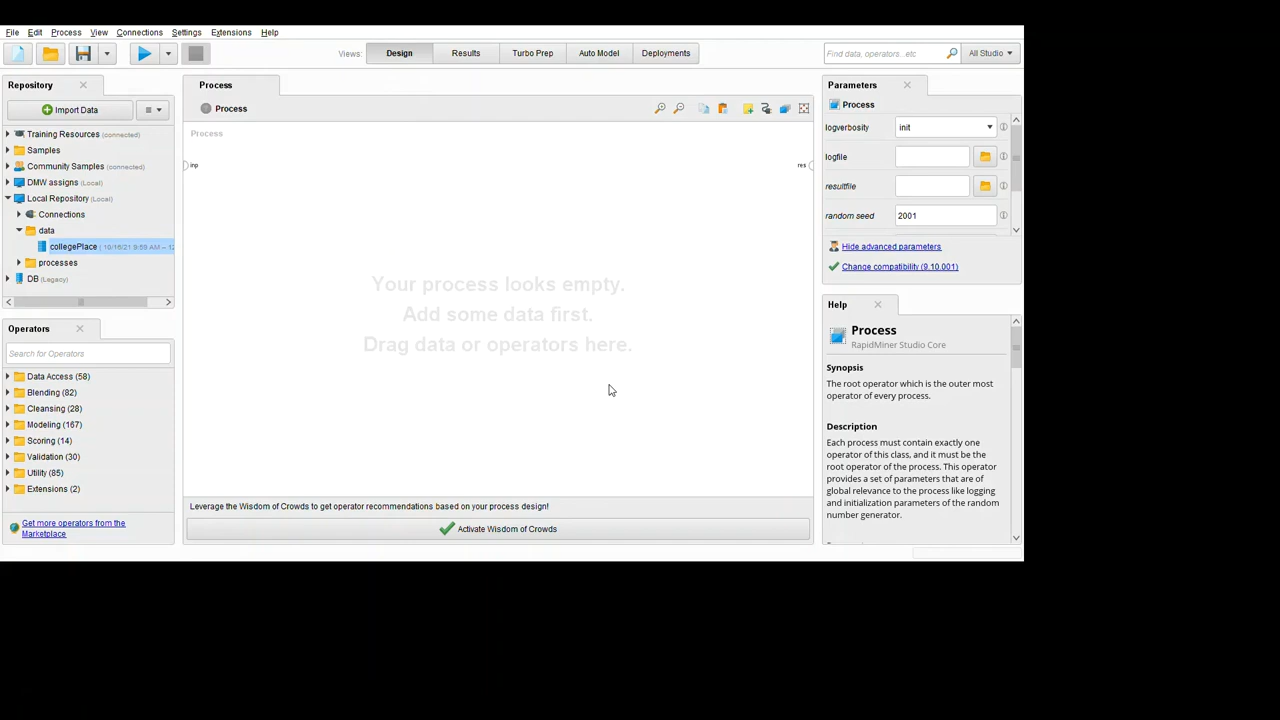 File Edit Process View Connections Settings Extensions Help
Views: Design Results Turbo Prep Auto Model Deployments
Find data, operators...etc
All Studio
Repository
Import Data
Training Resources (connected)
Samples
Community Samples (connected)
DMW assigns (Local)
Local Repository (Local)
Connections
data
collegePlace (10/16/21 9:59 AM – 12
processes
DB (Legacy)
Operators
Search for Operators
Data Access (58)
Blending (82)
Cleansing (28)
Modeling (167)
Scoring (14)
Validation (30)
Utility (85)
Extensions (2)
Get more operators from the
Marketplace
Process
Process
Process
inp
res
Your process looks empty.
Add some data first.
Drag data or operators here.
Leverage the Wisdom of Crowds to get operator recommendations based on your process design!
Activate Wisdom of Crowds
Parameters
Process
logverbosity init
logfile
resultfile
random seed 2001
Hide advanced parameters
Change compatibility (9.10.001)
Help
Process
RapidMiner Studio Core
Synopsis
The root operator which is the outer most
operator of every process.
Description
Each process must contain exactly one
operator of this class, and it must be the
root operator of the process. This operator
provides a set of parameters that are of
global relevance to the process like logging
and initialization parameters of the random
number generator.